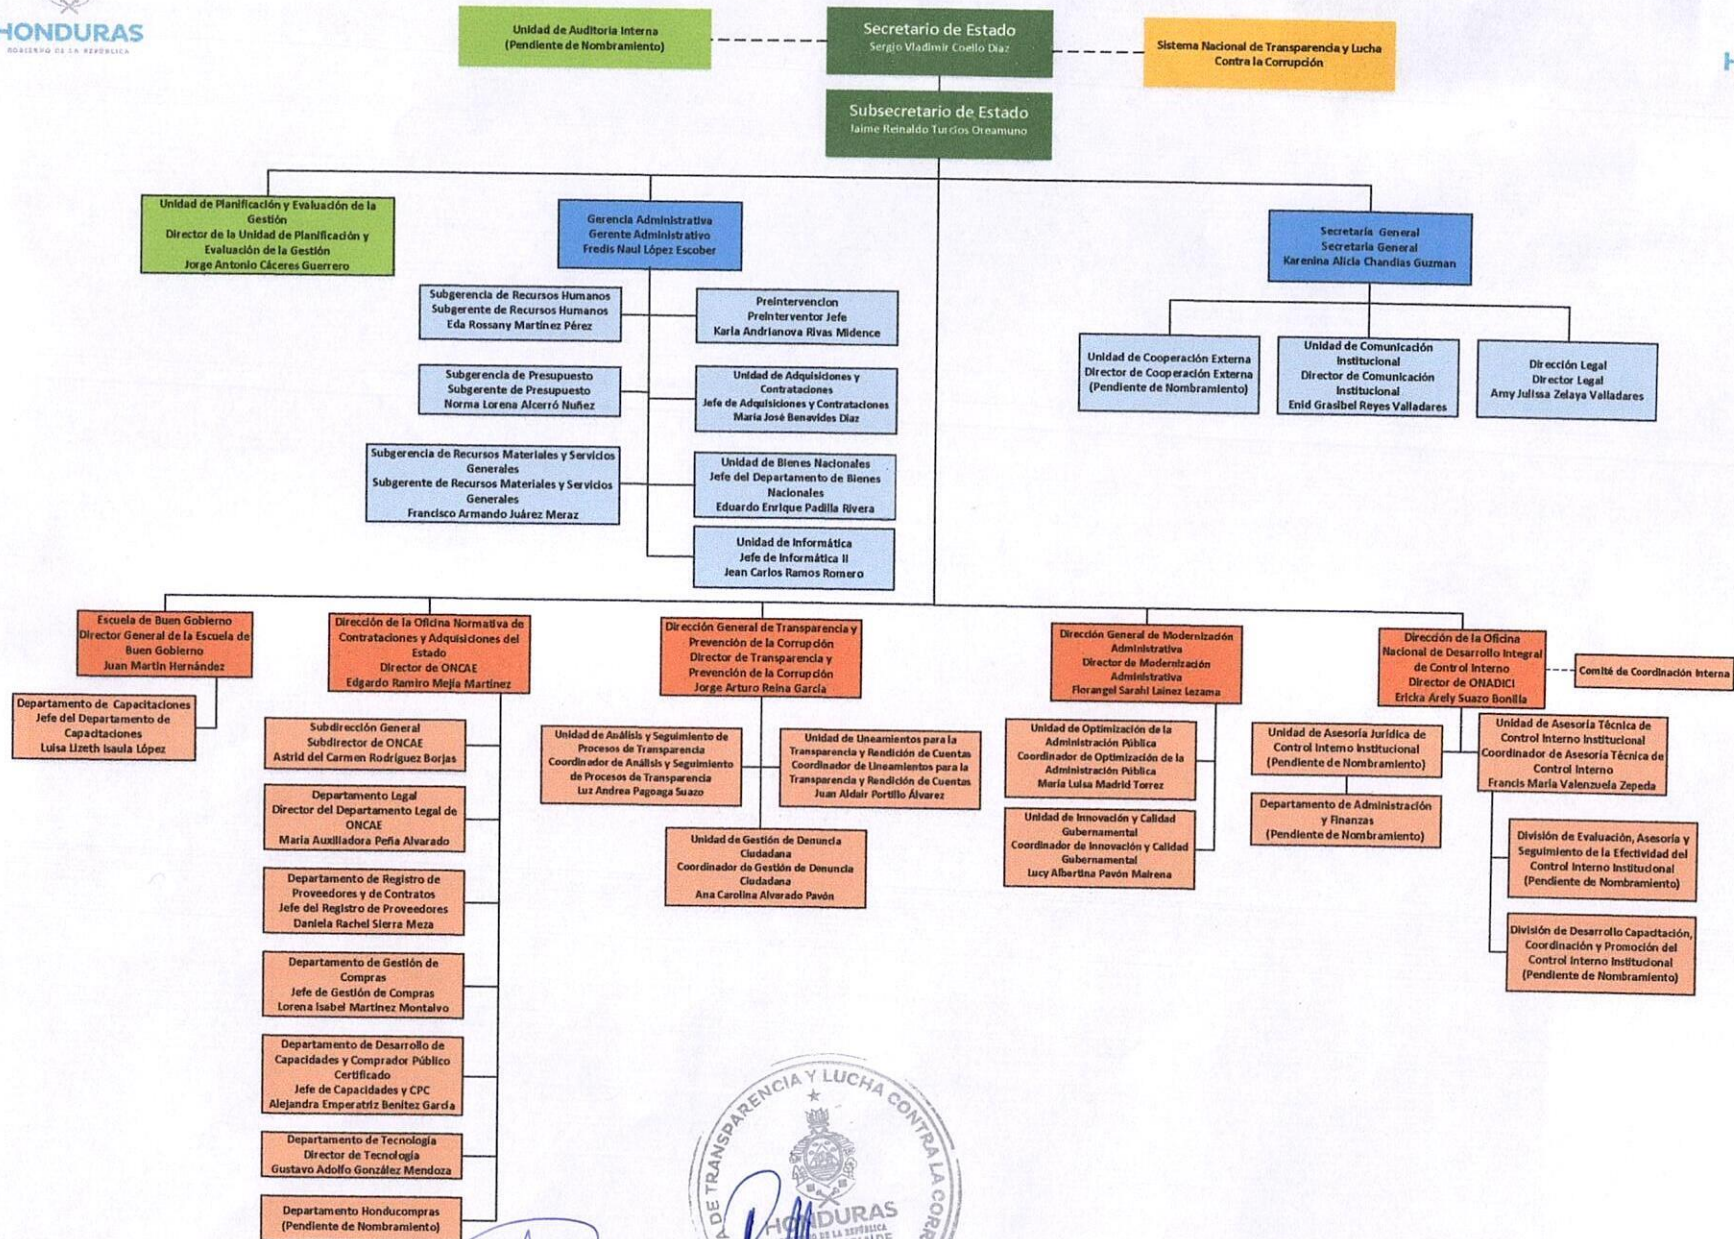 HONDURAS
GOBIERNO DE LA REPÚBLICA
Unidad de Auditoria Interna
(Pendiente de Nombramiento)
Secretario de Estado
Sergio Vladimir Coello Diaz
Sistema Nacional de Transparencia y Lucha
Contra la Corrupción
H
Subsecretario de Estado
Jaime Reinaldo Turcios Oreamuno
Unidad de Planificación y Evaluación de la
Gestión
Director de la Unidad de Planificación y
Evaluación de la Gestión
Jorge Antonio Cáceres Guerrero
Gerencia Administrativa
Gerente Administrativo
Fredis Naul López Escober
Secretaría General
Secretaria General
Karenina Alicia Chandias Guzman
Subgerencia de Recursos Humanos
Subgerente de Recursos Humanos
Eda Rossany Martínez Pérez
Preintervencion
Preinterventor Jefe
Karla Andrianova Rivas Midence
Subgerencia de Presupuesto
Subgerente de Presupuesto
Norma Lorena Alcerró Nuñez
Unidad de Adquisiciones y
Contrataciones
Jefe de Adquisiciones y Contrataciones
María José Benavides Díaz
Subgerencia de Recursos Materiales y Servicios
Generales
Subgerente de Recursos Materiales y Servicios
Generales
Francisco Armando Juárez Meraz
Unidad de Bienes Nacionales
Jefe del Departamento de Bienes
Nacionales
Eduardo Enrique Padilla Rivera
Unidad de Informática
Jefe de Informática II
Jean Carlos Ramos Romero
Unidad de Cooperación Externa
Director de Cooperación Externa
(Pendiente de Nombramiento)
Unidad de Comunicación
Institucional
Director de Comunicación
Institucional
Enid Grasibel Reyes Valladares
Dirección Legal
Director Legal
Amy Julissa Zelaya Valladares
Escuela de Buen Gobierno
Director General de la Escuela de
Buen Gobierno
Juan Martin Hernández
Departamento de Capacitaciones
Jefe del Departamento de
Capacitaciones
Luisa Lizeth Isaula López
Dirección de la Oficina Normativa de
Contrataciones y Adquisiciones del
Estado
Director de ONCAE
Edgardo Ramiro Mejía Martínez
Subdirección General
Subdirector de ONCAE
Astrid del Carmen Rodríguez Borjas
Departamento Legal
Director del Departamento Legal de
ONCAE
Maria Auxiliadora Peña Alvarado
Departamento de Registro de
Proveedores y de Contratos
Jefe del Registro de Proveedores
Daniela Rachel Sierra Meza
Departamento de Gestión de
Compras
Jefe de Gestión de Compras
Lorena Isabel Martínez Montalvo
Departamento de Desarrollo de
Capacidades y Comprador Público
Certificado
Jefe de Capacidades y CPC
Alejandra Emperatriz Benítez García
Departamento de Tecnología
Director de Tecnología
Gustavo Adolfo González Mendoza
Departamento Honducompras
(Pendiente de Nombramiento)
Dirección General de Transparencia y
Prevención de la Corrupción
Director de Transparencia y
Prevención de la Corrupción
Jorge Arturo Reina García
Unidad de Análisis y Seguimiento de
Procesos de Transparencia
Coordinador de Análisis y Seguimiento
de Procesos de Transparencia
Luz Andrea Pagoaga Suazo
Unidad de Lineamientos para la
Transparencia y Rendición de Cuentas
Coordinador de Lineamientos para la
Transparencia y Rendición de Cuentas
Juan Aldair Portillo Álvarez
Unidad de Gestión de Denuncia
Ciudadana
Coordinador de Gestión de Denuncia
Ciudadana
Ana Carolina Alvarado Pavón
Dirección General de Modernización
Administrativa
Director de Modernización
Administrativa
Florangel Sarahí Lainez Lezama
Unidad de Optimización de la
Administración Pública
Coordinador de Optimización de la
Administración Pública
Maria Luisa Madrid Torrez
Unidad de Innovación y Calidad
Gubernamental
Coordinador de Innovación y Calidad
Gubernamental
Lucy Albertina Pavón Mairena
Dirección de la Oficina
Nacional de Desarrollo Integral
de Control Interno
Director de ONADICI
Ericka Arely Suazo Bonilla
Comité de Coordinación Interna
Unidad de Asesoría Jurídica de
Control Interno Institucional
(Pendiente de Nombramiento)
Departamento de Administración
y Finanzas
(Pendiente de Nombramiento)
Unidad de Asesoría Técnica de
Control Interno Institucional
Coordinador de Asesoría Técnica de
Control Interno
Francis María Valenzuela Zepeda
División de Evaluación, Asesoría y
Seguimiento de la Efectividad del
Control Interno Institucional
(Pendiente de Nombramiento)
División de Desarrollo Capacitación,
Coordinación y Promoción del
Control Interno Institucional
(Pendiente de Nombramiento)
A DE TRANSPARENCIA Y LUCHA CONTRA LA CORR
HONDURAS